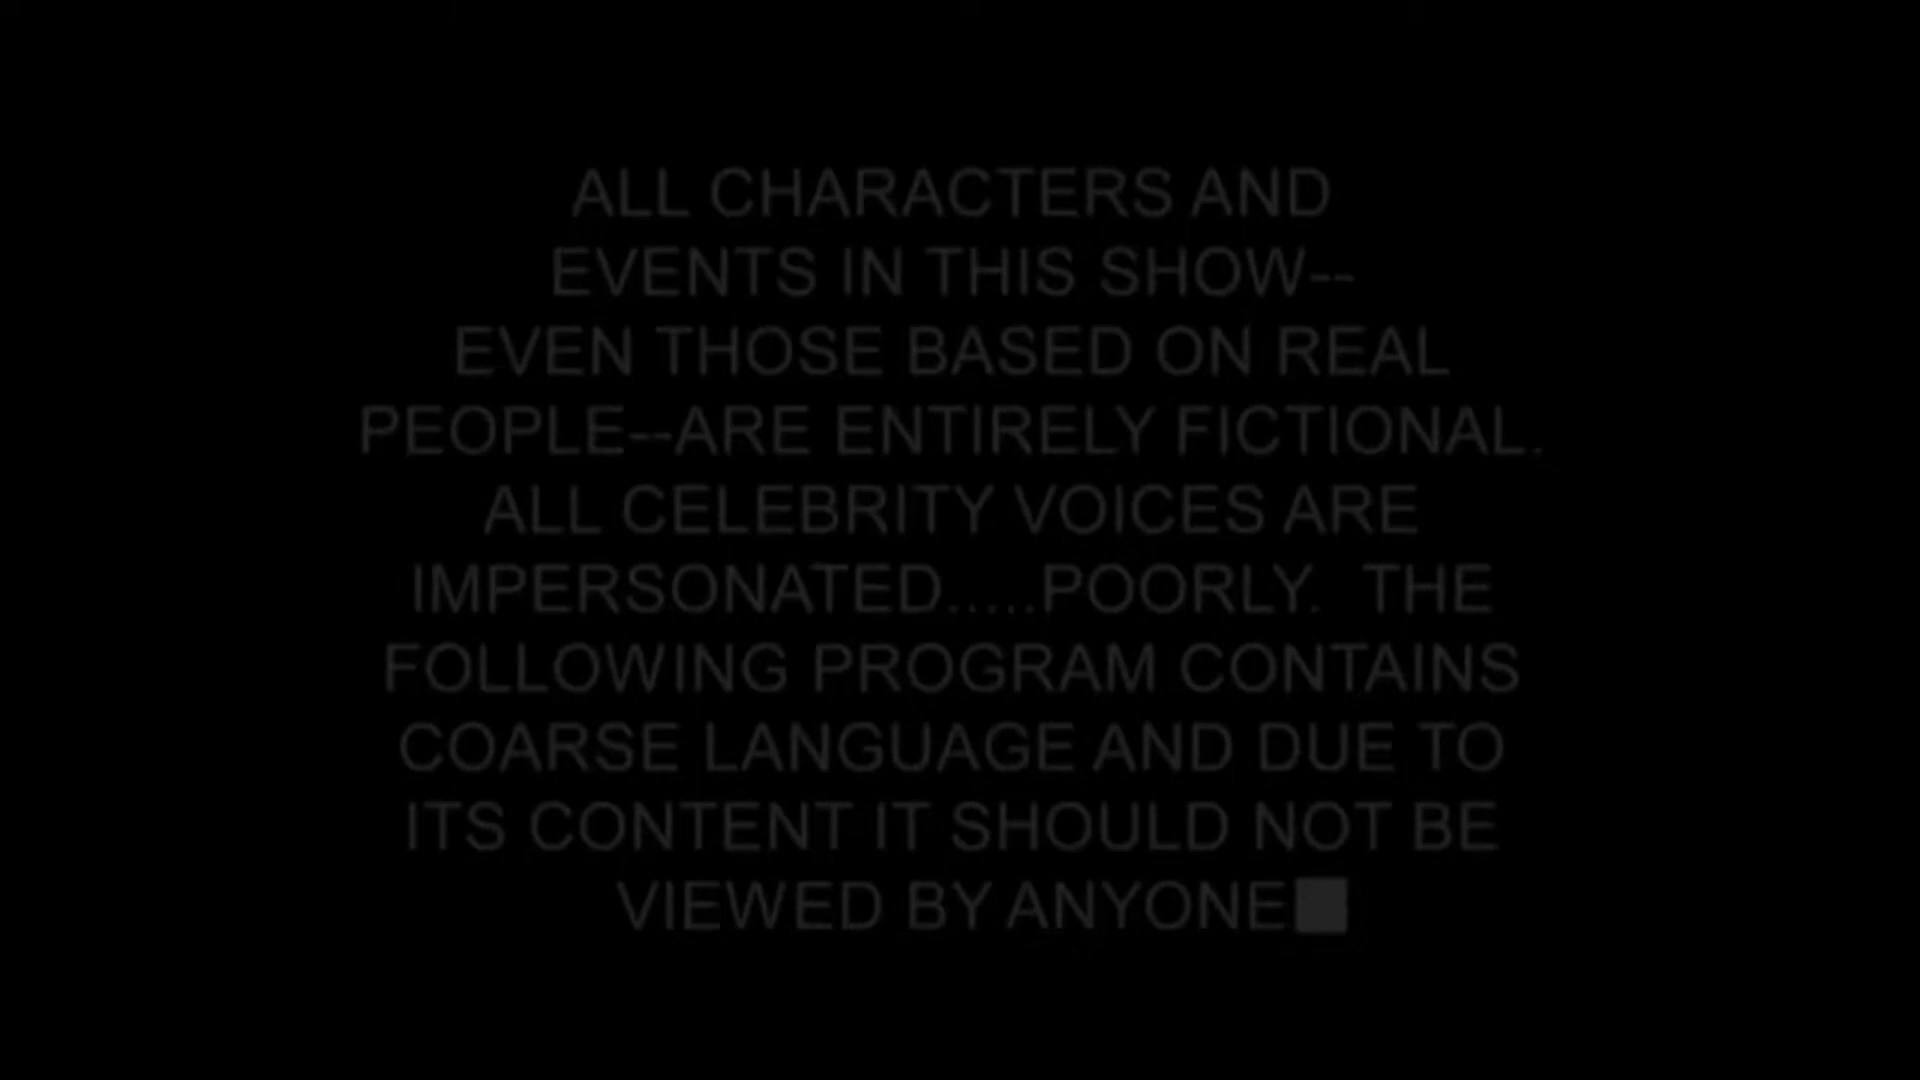 ALL CHARACTERS AND
EVENTS IN THIS SHOW--
EVEN THOSE BASED ON REAL
PEOPLE--ARE ENTIRELY FICTIONAL.
ALL CELEBRITY VOICES ARE
IMPERSONATED.....POORLY.  THE
FOLLOWING PROGRAM CONTAINS
COARSE LANGUAGE AND DUE TO
ITS CONTENT IT SHOULD NOT BE
VIEWED BY ANYONE■